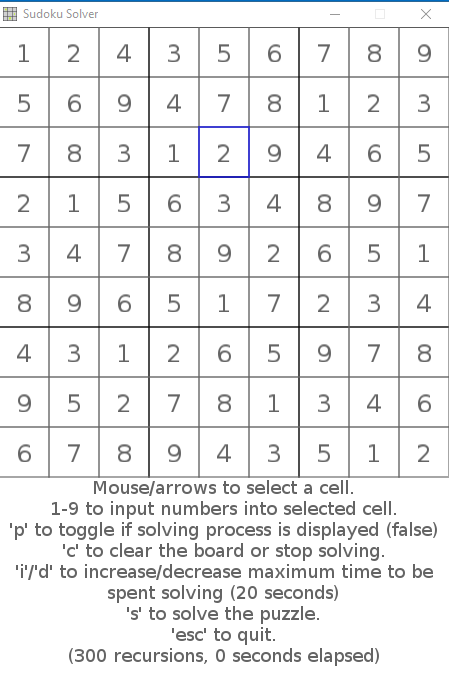 Sudoku Solver
1 2 4 3 5 6 7 8 9
5 6 9 4 7 8 1 2 3
7 8 3 1 2 9 4 6 5
2 1 5 6 3 4 8 9 7
3 4 7 8 9 2 6 5 1
8 9 6 5 1 7 2 3 4
4 3 1 2 6 5 9 7 8
9 5 2 7 8 1 3 4 6
6 7 8 9 4 3 5 1 2
Mouse/arrows to select a cell.
1-9 to input numbers into selected cell.
'p' to toggle if solving process is displayed (false)
'c' to clear the board or stop solving.
'i'/'d' to increase/decrease maximum time to be
spent solving (20 seconds)
's' to solve the puzzle.
'esc' to quit.
(300 recursions, 0 seconds elapsed)